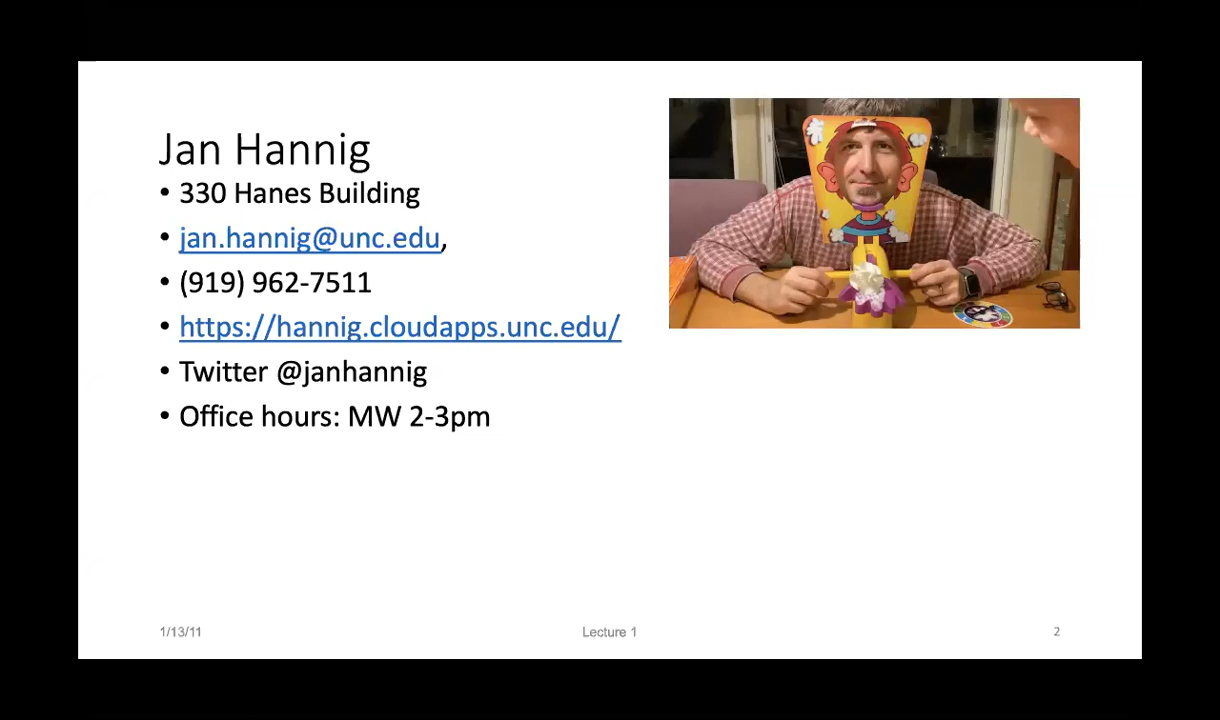 Jan Hannig
• 330 Hanes Building
• jan.hannig@unc.edu,
• (919) 962-7511
• https://hannig.cloudapps.unc.edu/
• Twitter @janhannig
• Office hours: MW 2-3pm
1/13/11
Lecture 1
2